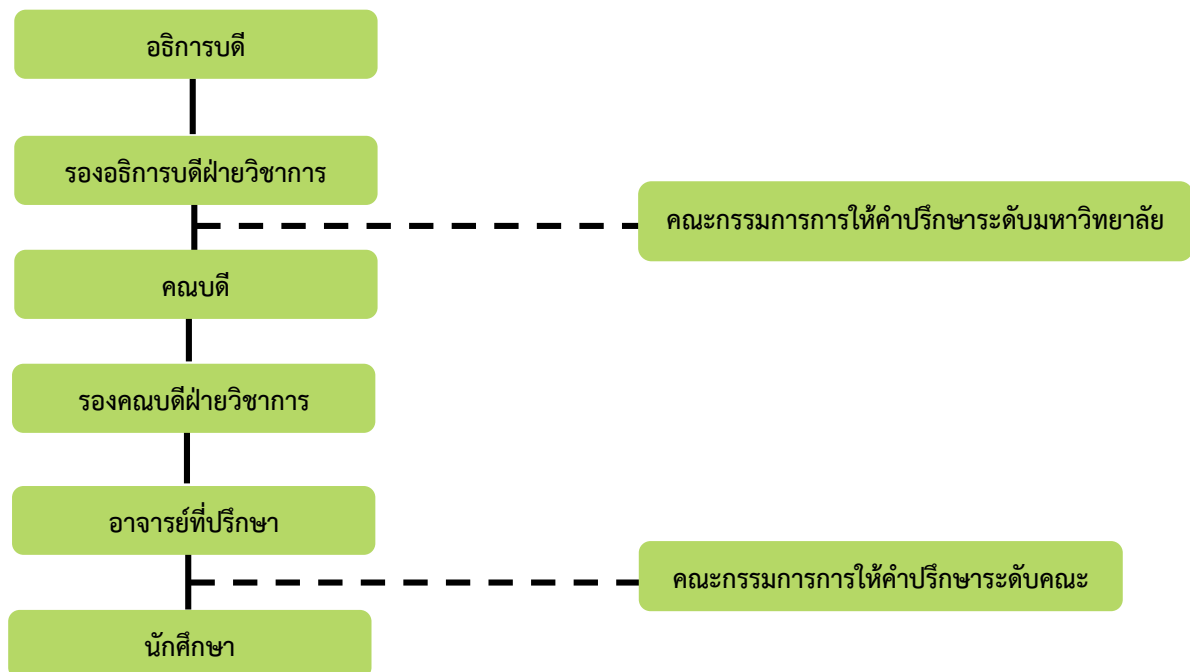 อธิการบดี
รองอธิการบดีฝ่ายวิชาการ
คณะกรรมการการให้คำปรึกษาระดับมหาวิทยาลัย
คณบดี
รองคณบดีฝ่ายวิชาการ
อาจารย์ที่ปรึกษา
คณะกรรมการการให้คำปรึกษาระดับคณะ
นักศึกษา